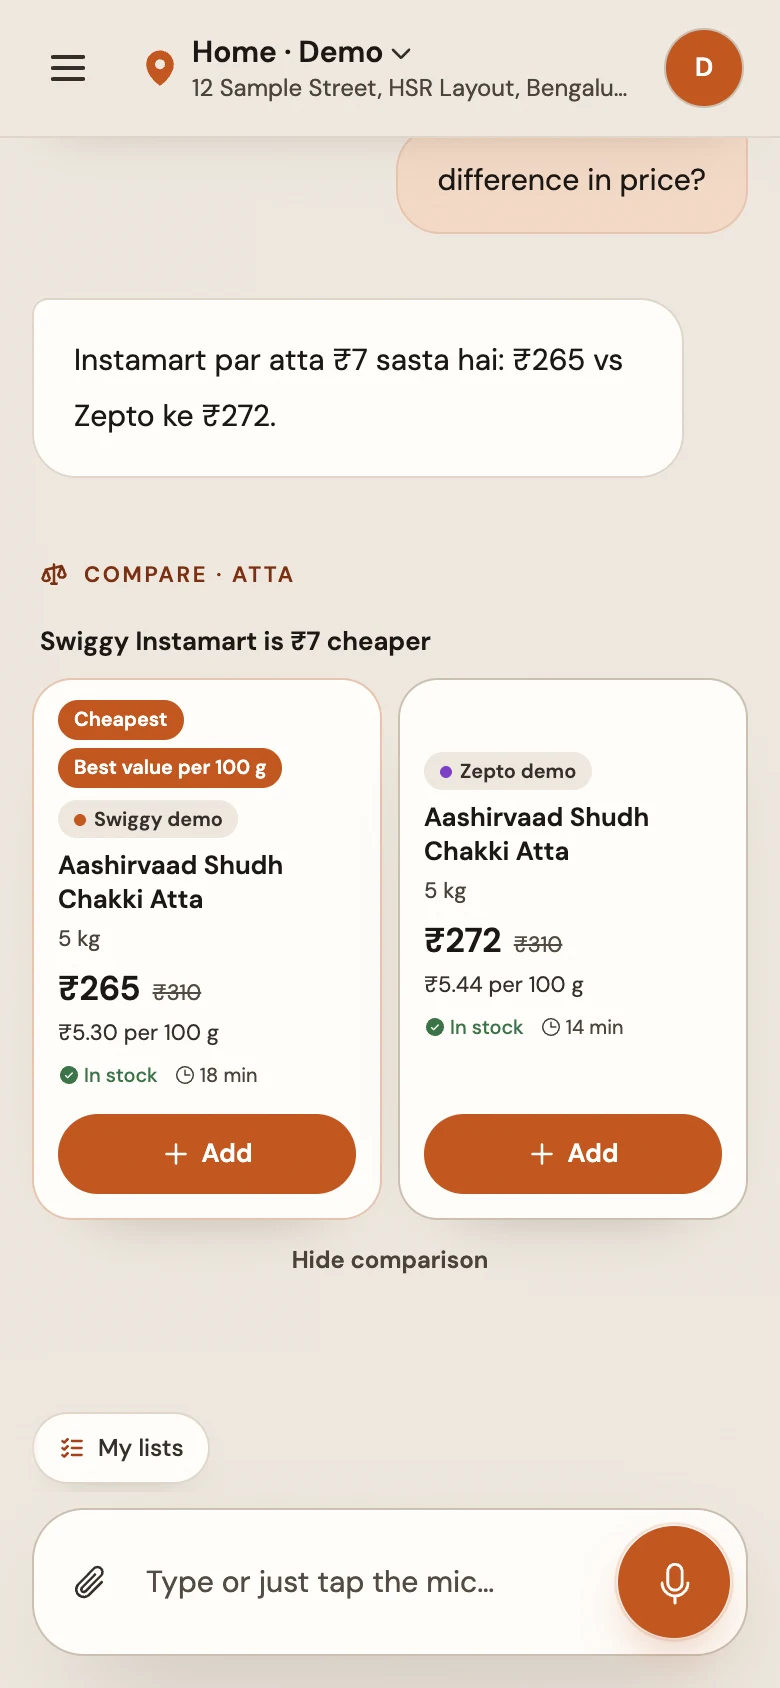 Home · Demo
12 Sample Street, HSR Layout, Bengalu...
D
difference in price?
Instamart par atta ₹7 sasta hai: ₹265 vs
Zepto ke ₹272.
COMPARE · ATTA
Swiggy Instamart is ₹7 cheaper
Cheapest
Best value per 100 g
Swiggy demo
Aashirvaad Shudh
Chakki Atta
5 kg
₹265 ₹310
₹5.30 per 100 g
In stock 18 min
+ Add
Zepto demo
Aashirvaad Shudh
Chakki Atta
5 kg
₹272 ₹310
₹5.44 per 100 g
In stock 14 min
+ Add
Hide comparison
My lists
Type or just tap the mic...